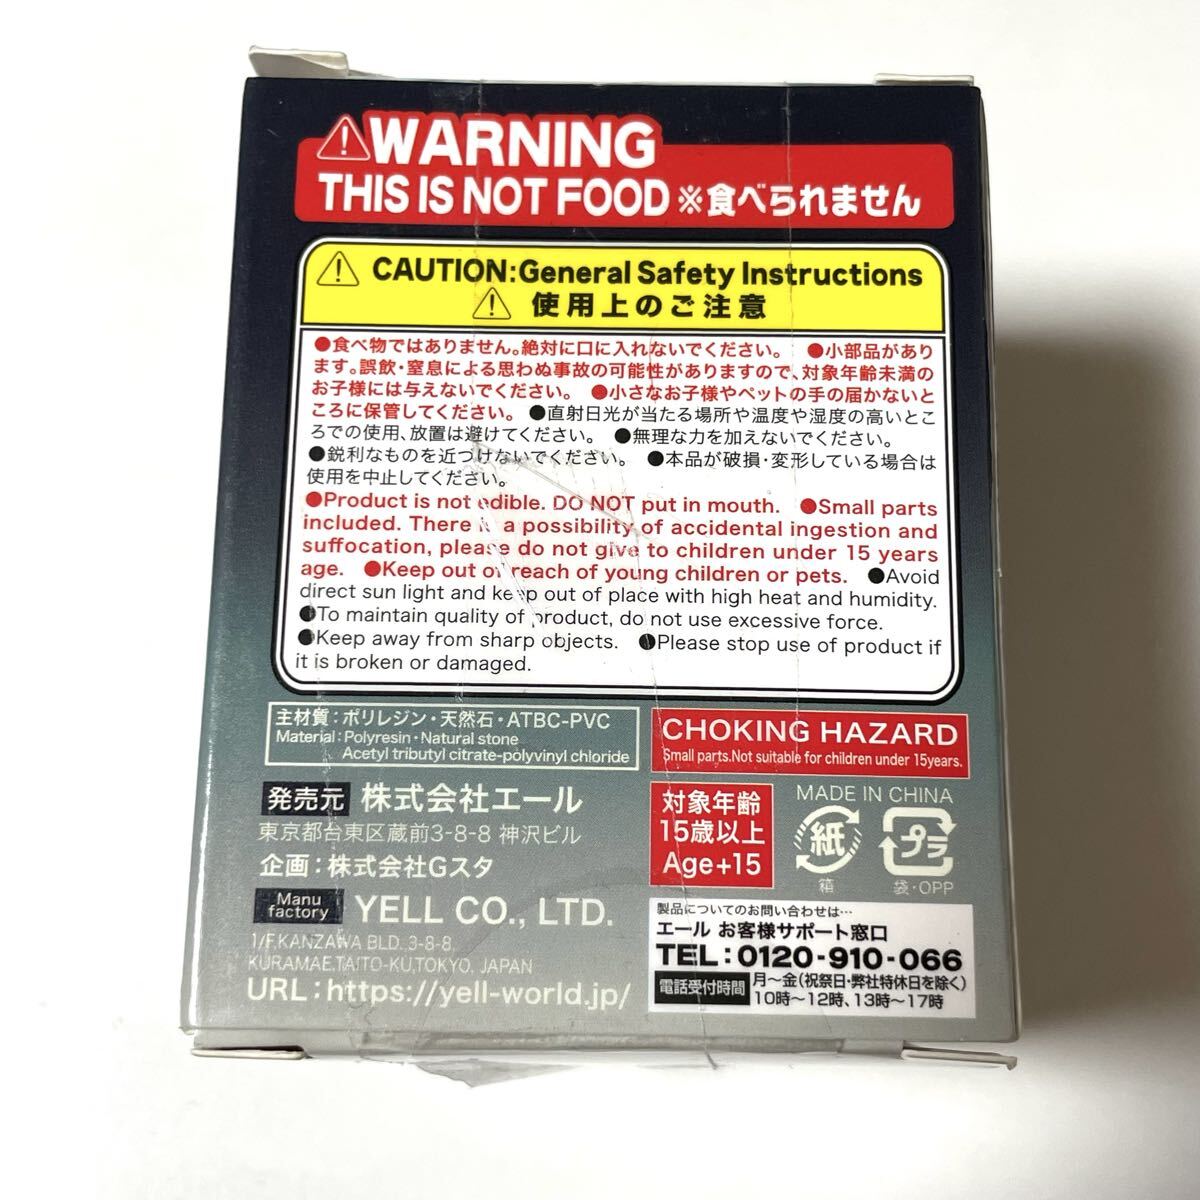 WARNING
THIS IS NOT FOOD ※食べられません
CAUTION:General Safety Instructions
使用上のご注意
●食べ物ではありません。絶対に口に入れないでください。 ●小部品があり
ます。誤飲・窒息による思わぬ事故の可能性がありますので、対象年齢未満の
お子様には与えないでください。 ●小さなお子様やペットの手の届かないと
ころに保管してください。 ●直射日光が当たる場所や温度や湿度の高いとこ
ろでの使用、放置は避けてください。 ●無理な力を加えないでください。
●鋭利なものを近づけないでください。 ●本品が破損・変形している場合は
使用を中止してください。
●Product is not edible. DO NOT put in mouth. ●Small parts
included. There is a possibility of accidental ingestion and
suffocation, please do not give to children under 15 years
age. ●Keep out of reach of young children or pets. ●Avoid
direct sun light and keep out of place with high heat and humidity.
●To maintain quality of product, do not use excessive force.
●Keep away from sharp objects. ●Please stop use of product if
it is broken or damaged.
主材質：ポリレジン・天然石・ATBC-PVC
Material：Polyresin・Natural stone
Acetyl tributyl citrate-polyvinyl chloride
CHOKING HAZARD
Small parts.Not suitable for children under 15years.
発売元 株式会社エール
東京都台東区蔵前3-8-8 神沢ビル
企画：株式会社Gスタ
Manu
factory YELL CO., LTD.
1/F,KANZAWA BLD. 3-8-8,
KURAMAE,TAITO-KU,TOKYO, JAPAN
URL：https://yell-world.jp/
対象年齢
15歳以上
Age+15
MADE IN CHINA
紙
箱
プラ
袋・OPP
製品についてのお問い合わせは…
エール お客様サポート窓口
TEL：0120-910-066
電話受付時間 月～金(祝祭日・弊社特休日を除く)
10時～12時、13時～17時